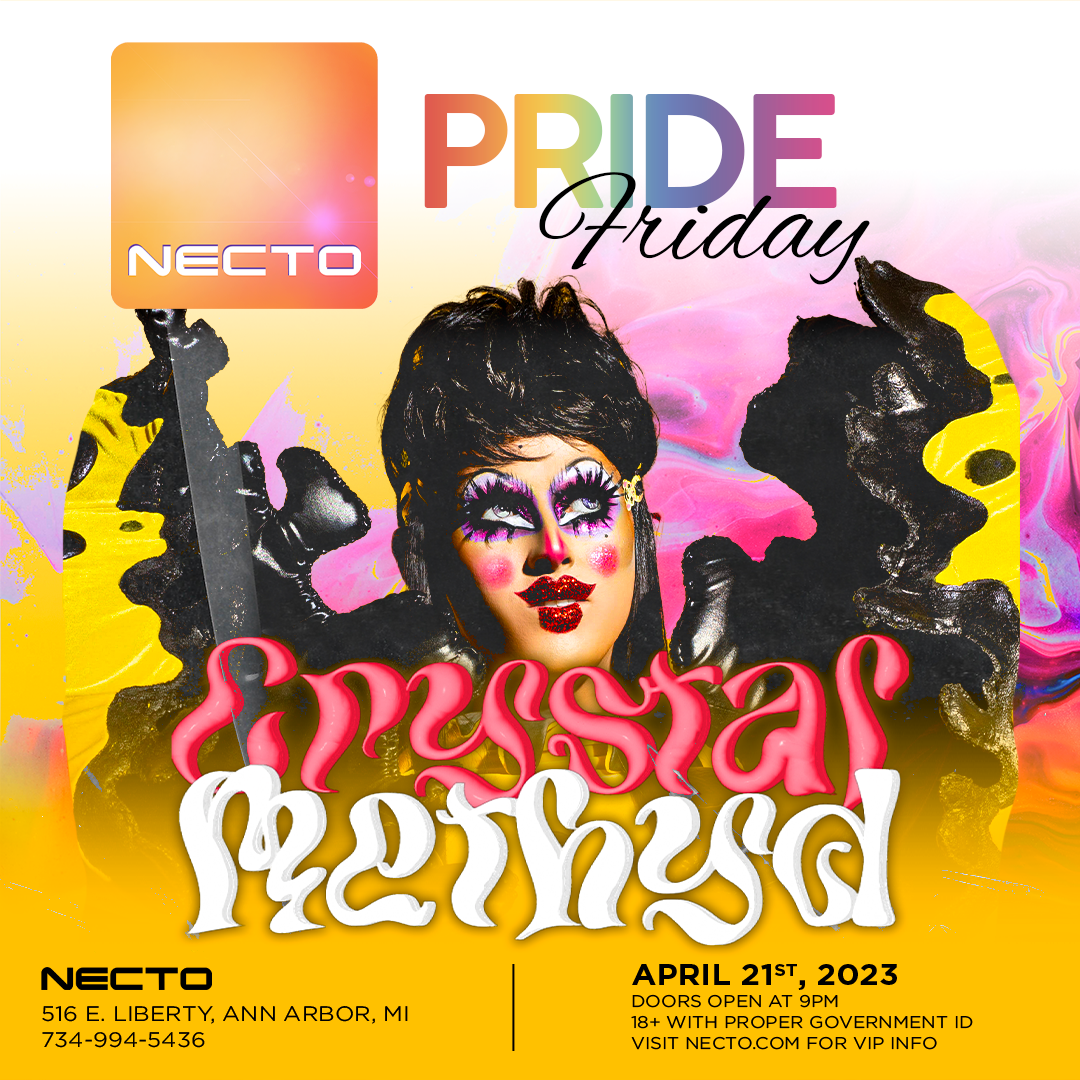 NECTO
PRIDE
Friday
Crystal
Methyd
NECTO
516 E. LIBERTY, ANN ARBOR, MI
734-994-5436
APRIL 21ST, 2023
DOORS OPEN AT 9PM
18+ WITH PROPER GOVERNMENT ID
VISIT NECTO.COM FOR VIP INFO